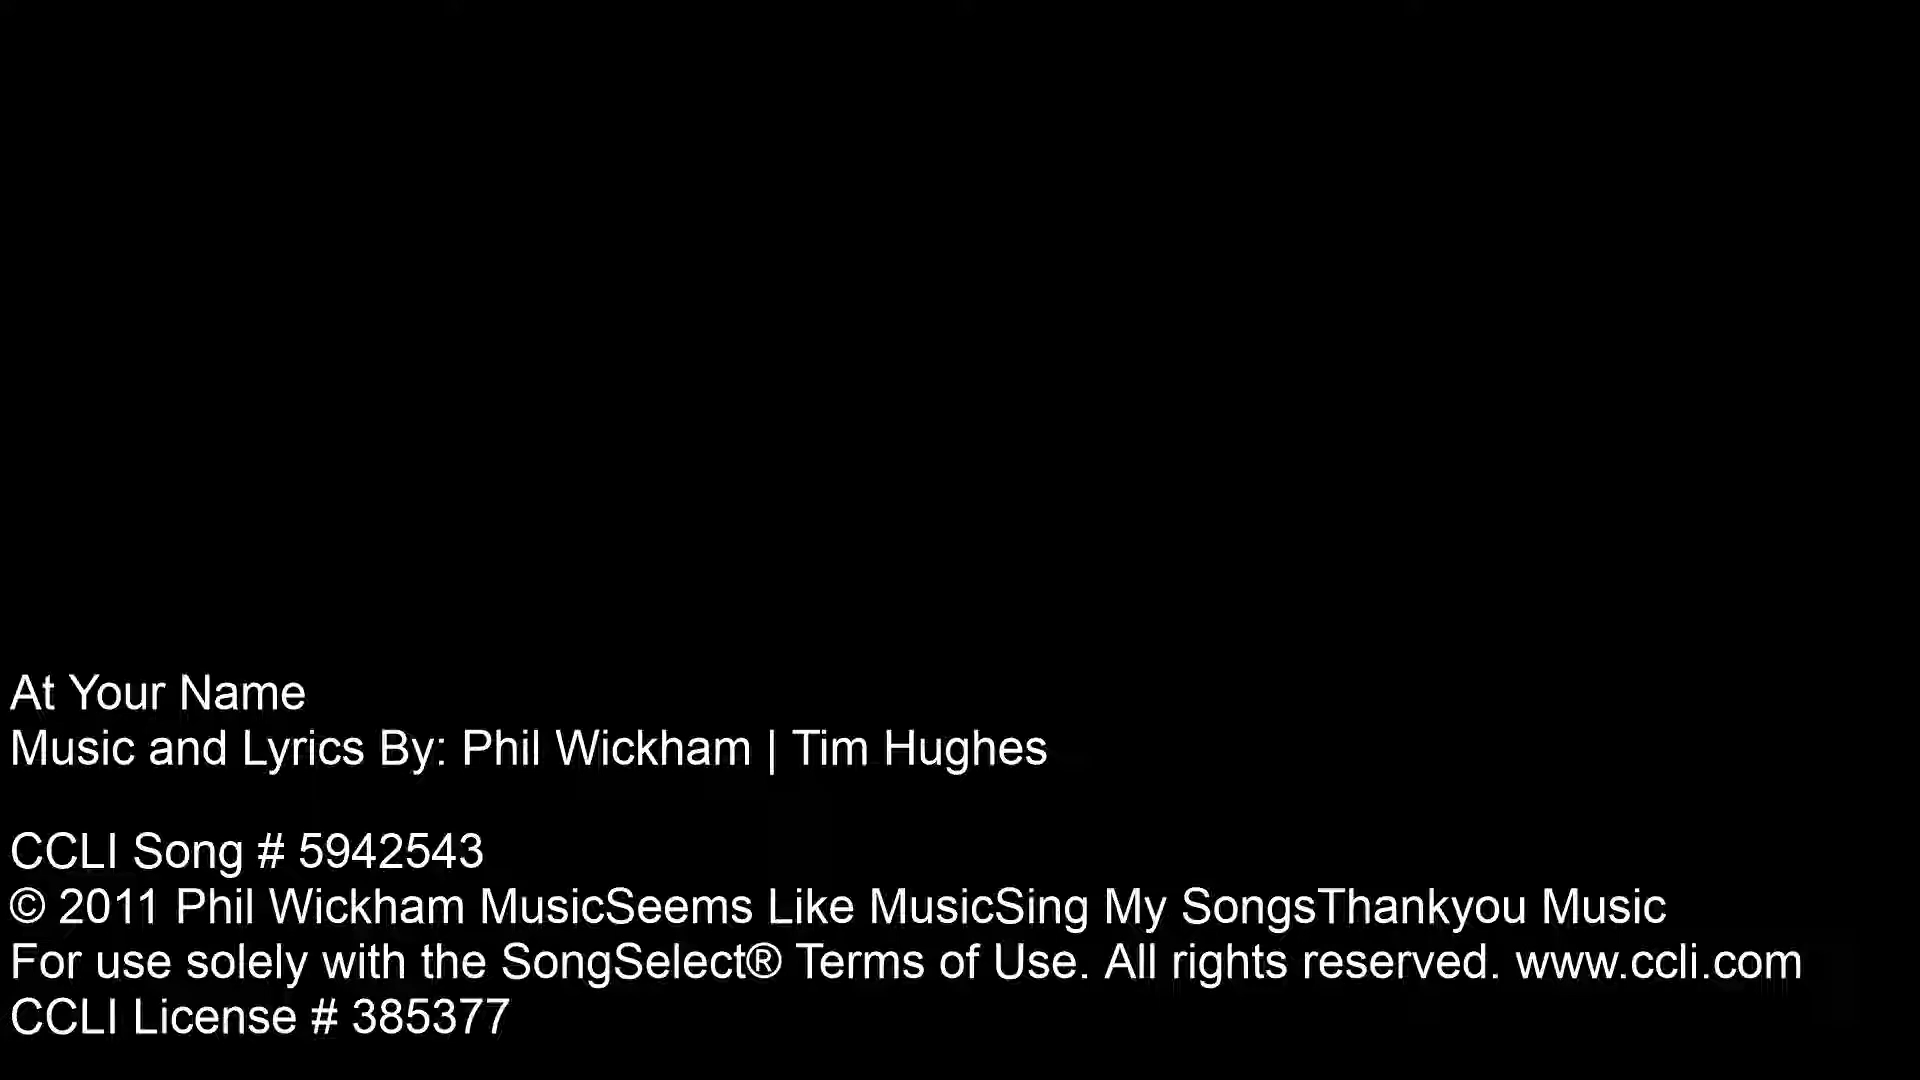 At Your Name
Music and Lyrics By: Phil Wickham | Tim Hughes
CCLI Song # 5942543
© 2011 Phil Wickham MusicSeems Like MusicSing My SongsThankyou Music
For use solely with the SongSelect® Terms of Use. All rights reserved. www.ccli.com
CCLI License # 385377